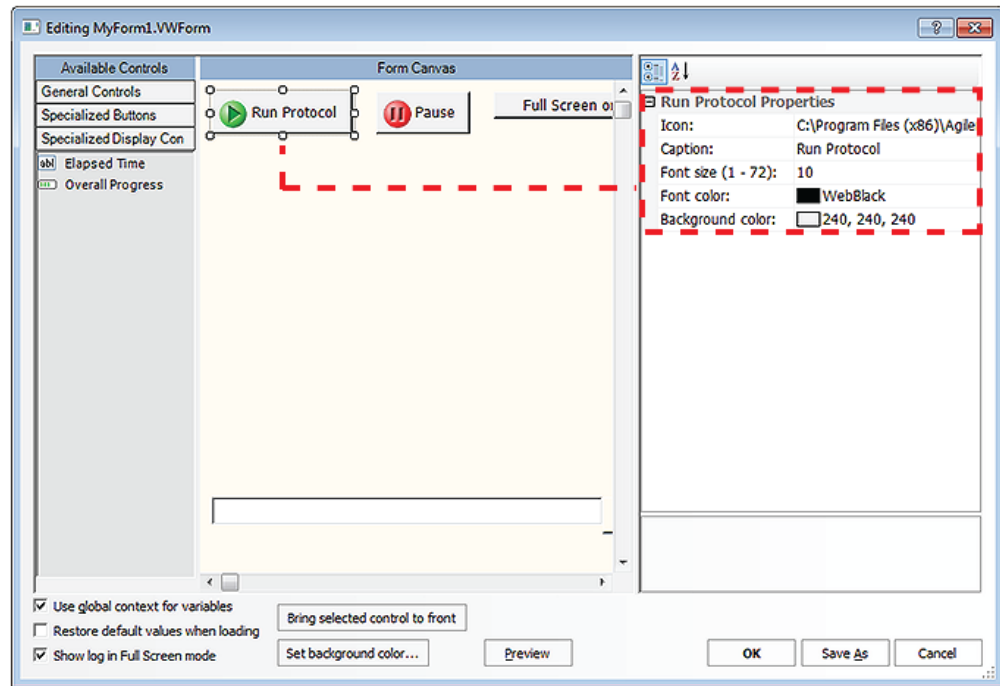 Editing MyForm1.VWForm
Available Controls
General Controls
Specialized Buttons
Specialized Display Con
abl Elapsed Time
Overall Progress
Form Canvas
Run Protocol
Pause
Full Screen or
A
Z
Run Protocol Properties
Icon: C:\Program Files (x86)\Agile
Caption: Run Protocol
Font size (1 - 72): 10
Font color: WebBlack
Background color: 240, 240, 240
Use global context for variables
Restore default values when loading
Show log in Full Screen mode
Bring selected control to front
Set background color...
Preview
OK
Save As
Cancel